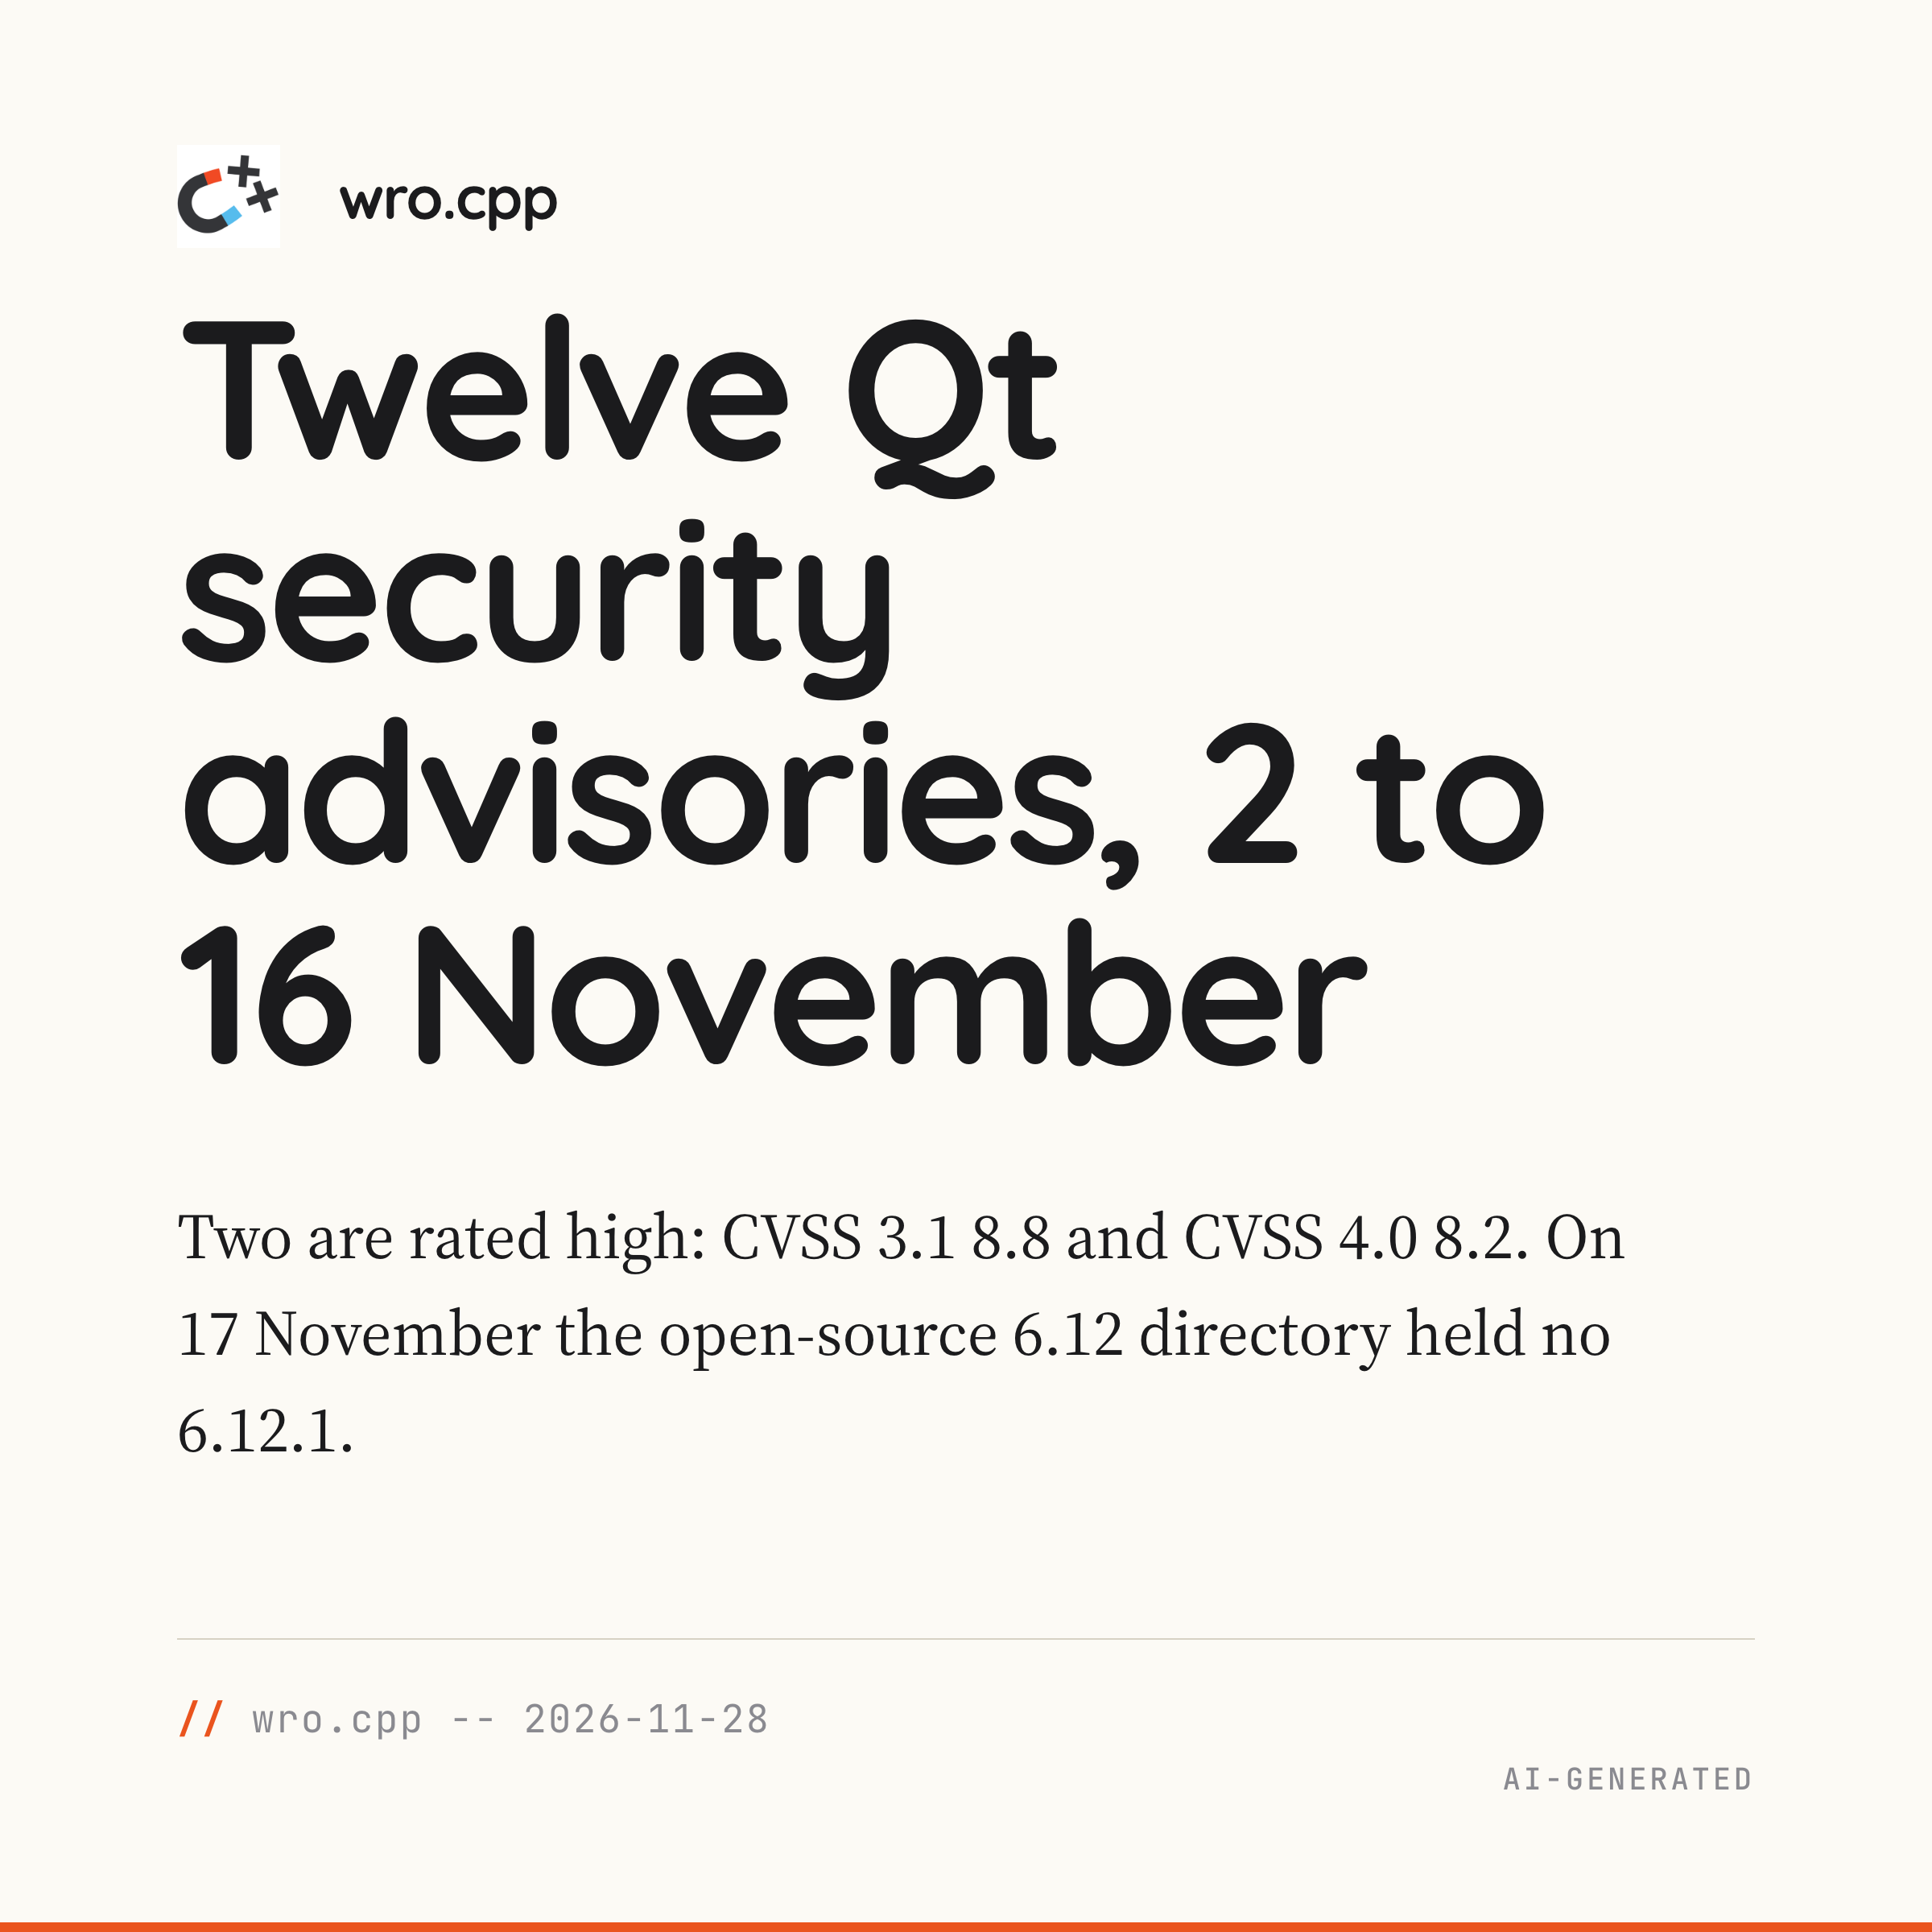 wro.cpp
Twelve Qt
security
advisories, 2 to
16 November
Two are rated high: CVSS 3.1 8.8 and CVSS 4.0 8.2. On
17 November the open-source 6.12 directory held no
6.12.1.
// wro.cpp -- 2026-11-28
AI-GENERATED